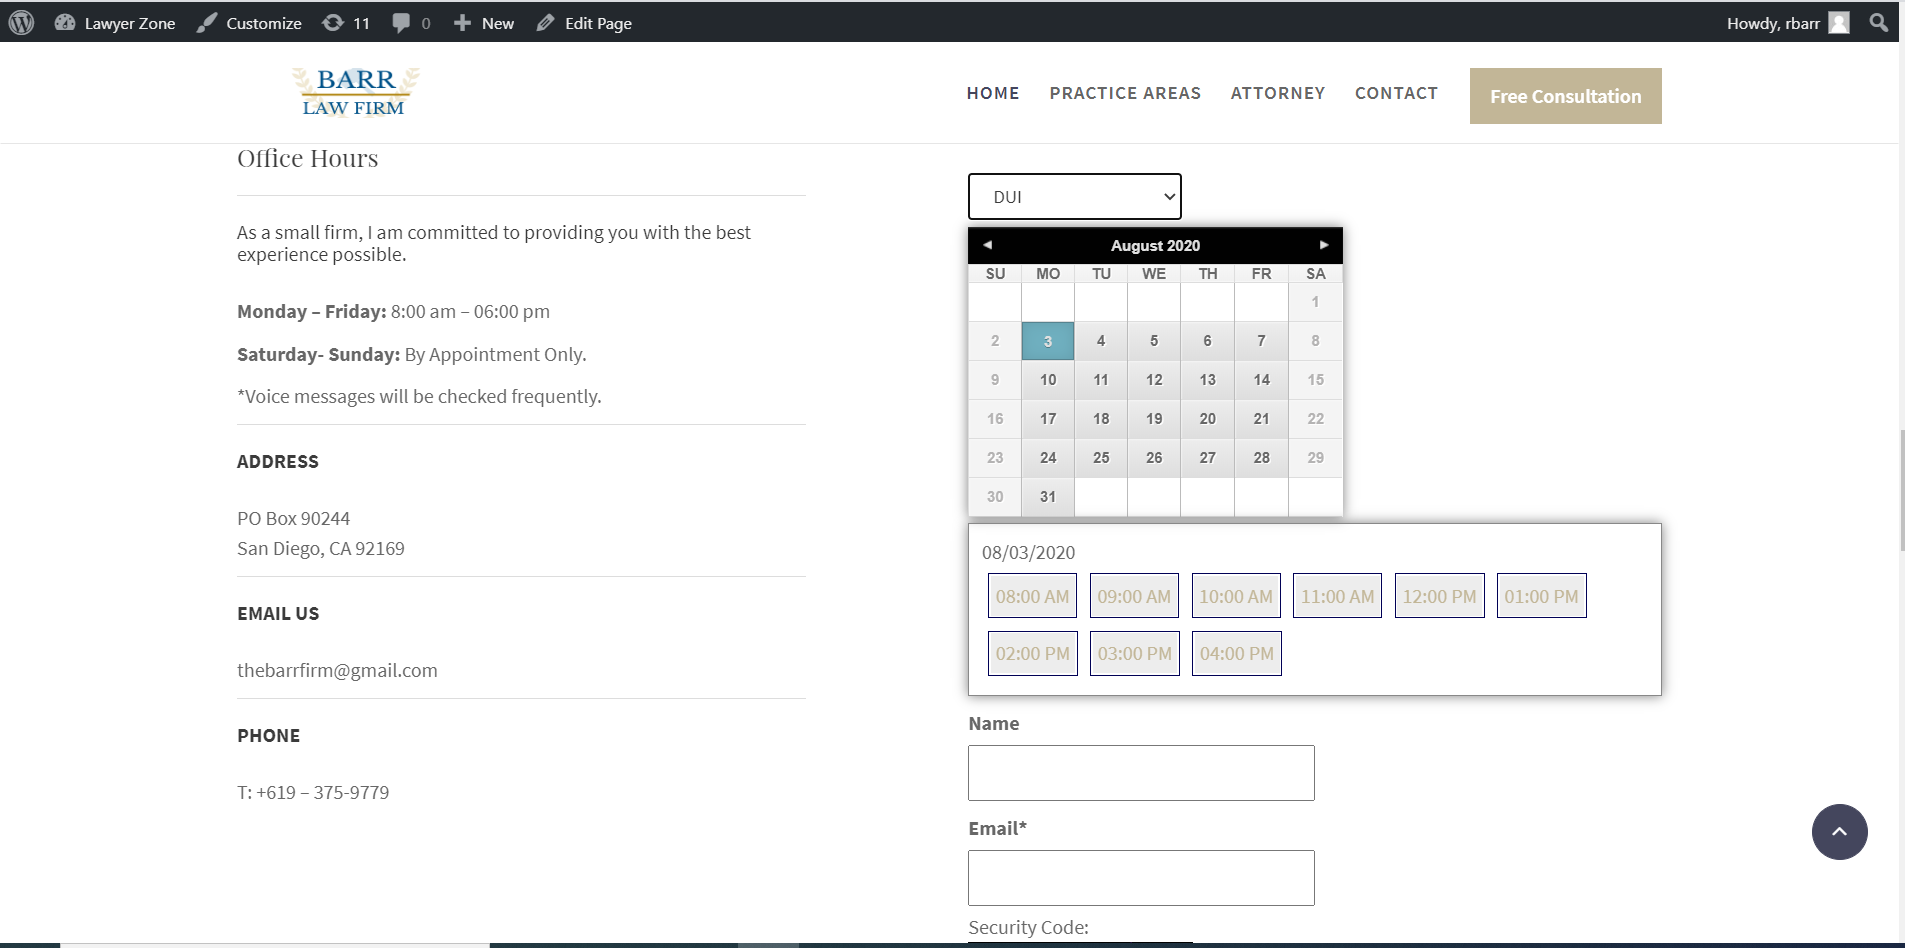 Lawyer Zone Customize 11 0 New Edit Page Howdy, rbarr
BARR
LAW FIRM
HOME PRACTICE AREAS ATTORNEY CONTACT Free Consultation
Office Hours
As a small firm, I am committed to providing you with the best
experience possible.
Monday – Friday: 8:00 am – 06:00 pm
Saturday- Sunday: By Appointment Only.
*Voice messages will be checked frequently.
ADDRESS
PO Box 90244
San Diego, CA 92169
EMAIL US
thebarrfirm@gmail.com
PHONE
T: +619 – 375-9779
DUI
August 2020
SU MO TU WE TH FR SA
1
2 3 4 5 6 7 8
9 10 11 12 13 14 15
16 17 18 19 20 21 22
23 24 25 26 27 28 29
30 31
08/03/2020
08:00 AM 09:00 AM 10:00 AM 11:00 AM 12:00 PM 01:00 PM
02:00 PM 03:00 PM 04:00 PM
Name
Email*
Security Code: